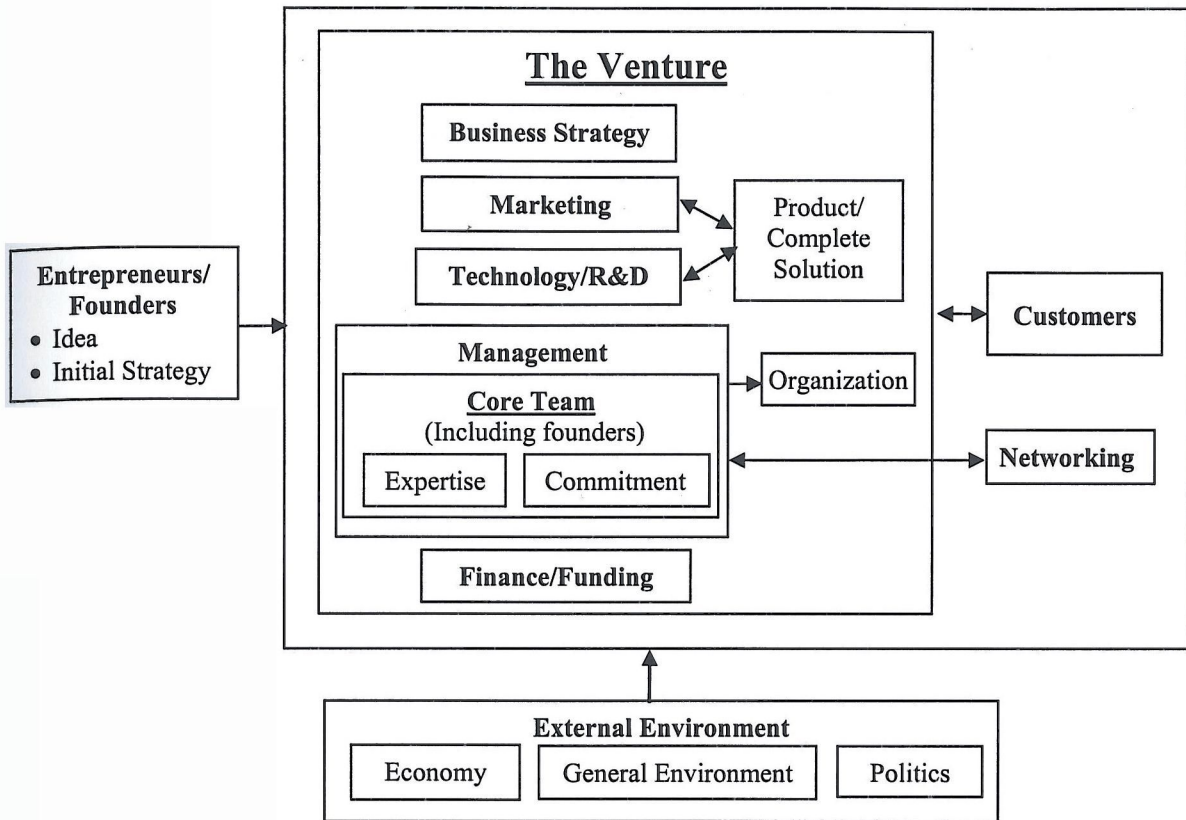 The Venture
Business Strategy
Marketing
Technology/R&D
Product/
Complete
Solution
Entrepreneurs/
Founders
• Idea
• Initial Strategy
Management
Core Team
(Including founders)
Expertise
Commitment
Organization
Finance/Funding
Customers
Networking
External Environment
Economy
General Environment
Politics